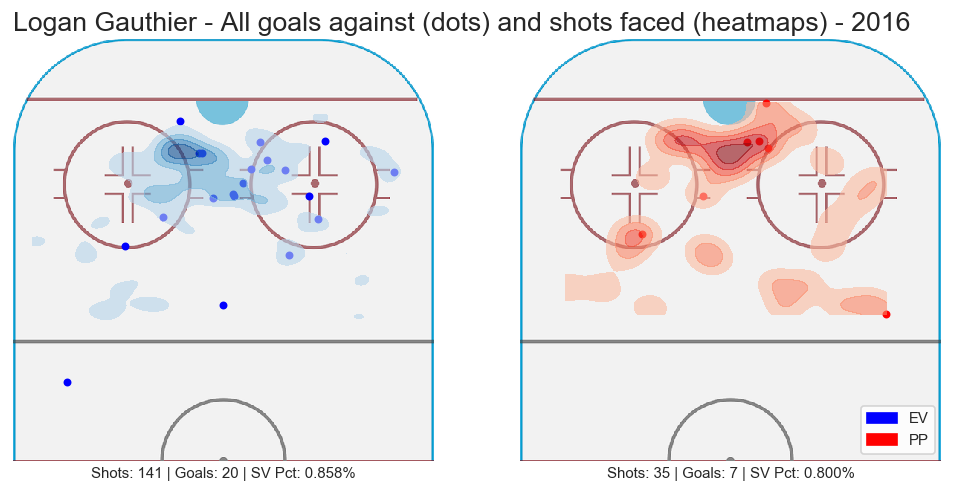 Logan Gauthier - All goals against (dots) and shots faced (heatmaps) - 2016
EV
PP
Shots: 141 | Goals: 20 | SV Pct: 0.858%
Shots: 35 | Goals: 7 | SV Pct: 0.800%